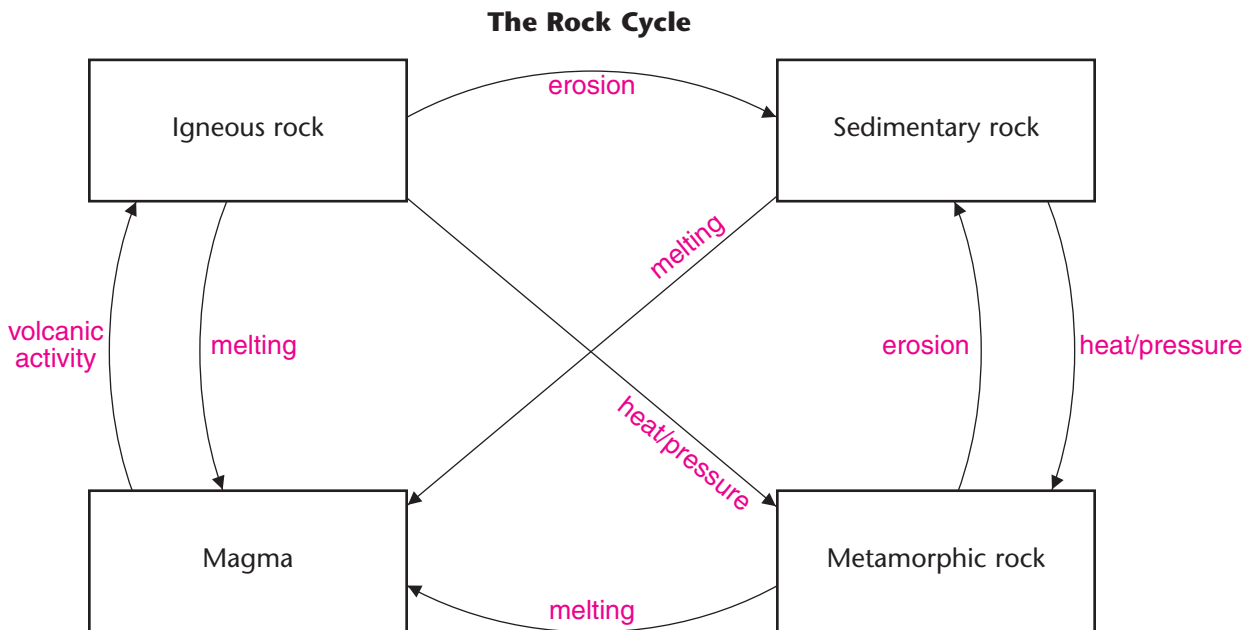 The Rock Cycle
erosion
Igneous rock
Sedimentary rock
melting
volcanic
activity
melting
erosion
heat/pressure
heat/pressure
Magma
Metamorphic rock
melting